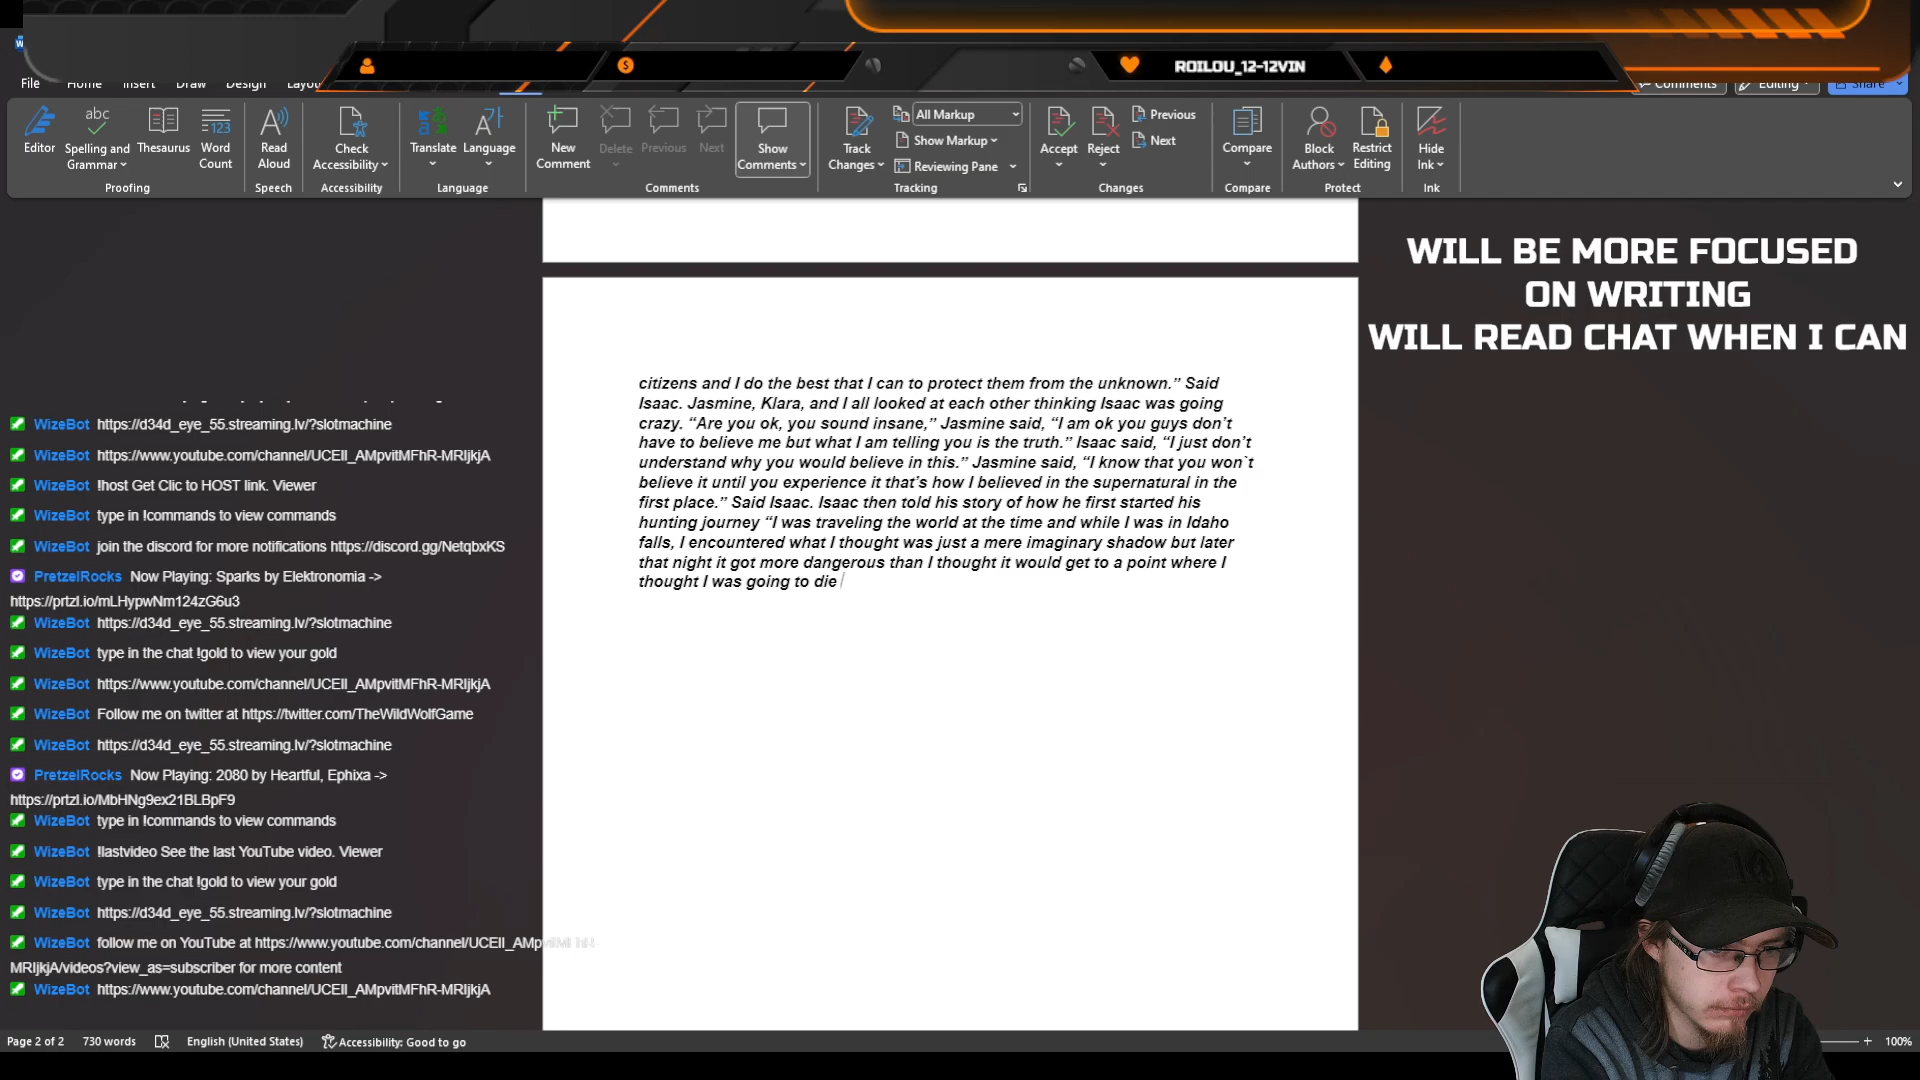 ROILOU_12-12VIN
File Home Insert Draw Design Layou
Comments Editing Share
Editor
Spelling and Grammar
Thesaurus
Word Count
Proofing
Read Aloud
Speech
Check Accessibility
Accessibility
Translate
Language
Language
New Comment
Delete
Previous
Next
Show Comments
Comments
Track Changes
All Markup
Show Markup
Reviewing Pane
Tracking
Accept
Reject
Previous
Next
Changes
Compare
Compare
Block Authors
Restrict Editing
Protect
Hide Ink
Ink
WILL BE MORE FOCUSED
ON WRITING
WILL READ CHAT WHEN I CAN
citizens and I do the best that I can to protect them from the unknown.” Said
Isaac. Jasmine, Klara, and I all looked at each other thinking Isaac was going
crazy. “Are you ok, you sound insane,” Jasmine said, “I am ok you guys don’t
have to believe me but what I am telling you is the truth.” Isaac said, “I just don’t
understand why you would believe in this.” Jasmine said, “I know that you won`t
believe it until you experience it that’s how I believed in the supernatural in the
first place.” Said Isaac. Isaac then told his story of how he first started his
hunting journey “I was traveling the world at the time and while I was in Idaho
falls, I encountered what I thought was just a mere imaginary shadow but later
that night it got more dangerous than I thought it would get to a point where I
thought I was going to die
WizeBot https://d34d_eye_55.streaming.lv/?slotmachine
WizeBot https://www.youtube.com/channel/UCEIl_AMpvitMFhR-MRIjkjA
WizeBot !host Get Clic to HOST link. Viewer
WizeBot type in !commands to view commands
WizeBot join the discord for more notifications https://discord.gg/NetqbxKS
PretzelRocks Now Playing: Sparks by Elektronomia ->
https://prtzl.io/mLHypwNm124zG6u3
WizeBot https://d34d_eye_55.streaming.lv/?slotmachine
WizeBot type in the chat !gold to view your gold
WizeBot https://www.youtube.com/channel/UCEIl_AMpvitMFhR-MRIjkjA
WizeBot Follow me on twitter at https://twitter.com/TheWildWolfGame
WizeBot https://d34d_eye_55.streaming.lv/?slotmachine
PretzelRocks Now Playing: 2080 by Heartful, Ephixa ->
https://prtzl.io/MbHNg9ex21BLBpF9
WizeBot type in !commands to view commands
WizeBot !lastvideo See the last YouTube video. Viewer
WizeBot type in the chat !gold to view your gold
WizeBot https://d34d_eye_55.streaming.lv/?slotmachine
WizeBot follow me on YouTube at https://www.youtube.com/channel/UCEIl_AMpvitMFhR-
MRIjkjA/videos?view_as=subscriber for more content
WizeBot https://www.youtube.com/channel/UCEIl_AMpvitMFhR-MRIjkjA
Page 2 of 2 730 words English (United States) Accessibility: Good to go 100%